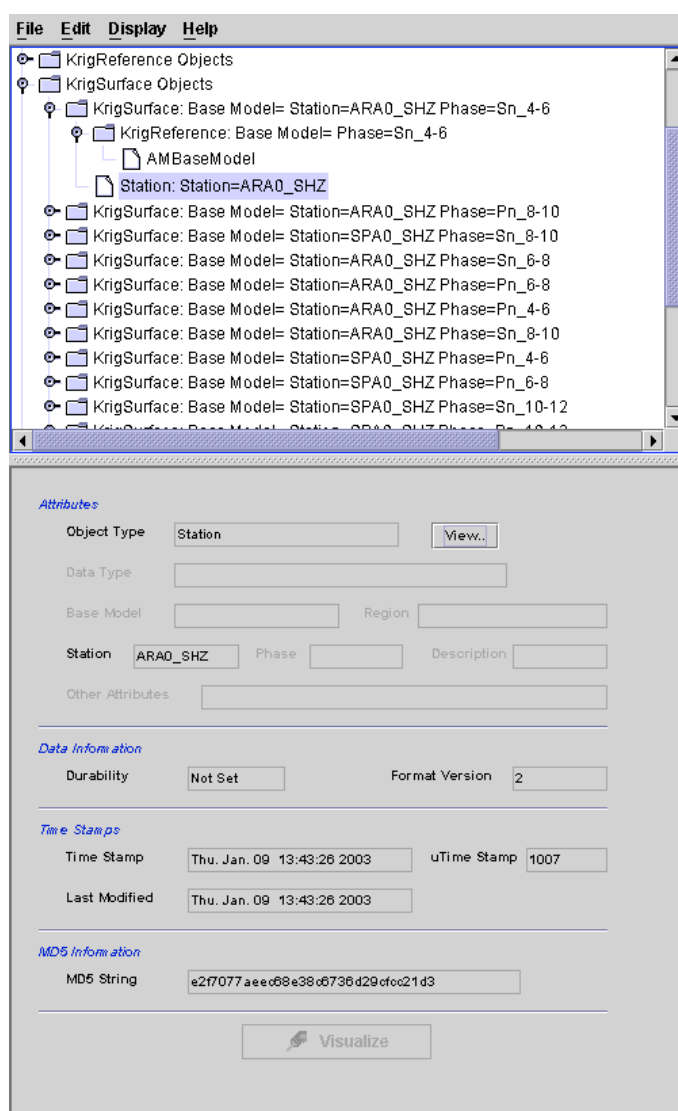 File Edit Display Help
KrigReference Objects
KrigSurface Objects
KrigSurface: Base Model= Station=ARA0_SHZ Phase=Sn_4-6
KrigReference: Base Model= Phase=Sn_4-6
AMBaseModel
Station: Station=ARA0_SHZ
KrigSurface: Base Model= Station=ARA0_SHZ Phase=Pn_8-10
KrigSurface: Base Model= Station=SPA0_SHZ Phase=Sn_8-10
KrigSurface: Base Model= Station=ARA0_SHZ Phase=Sn_6-8
KrigSurface: Base Model= Station=ARA0_SHZ Phase=Pn_6-8
KrigSurface: Base Model= Station=ARA0_SHZ Phase=Pn_4-6
KrigSurface: Base Model= Station=ARA0_SHZ Phase=Sn_8-10
KrigSurface: Base Model= Station=SPA0_SHZ Phase=Pn_4-6
KrigSurface: Base Model= Station=SPA0_SHZ Phase=Pn_6-8
KrigSurface: Base Model= Station=SPA0_SHZ Phase=Sn_10-12
Attributes
Object Type Station View..
Data Type
Base Model Region
Station ARA0_SHZ Phase Description
Other Attributes
Data Information
Durability Not Set Format Version 2
Time Stamps
Time Stamp Thu. Jan. 09 13:43:26 2003 uTime Stamp 1007
Last Modified Thu. Jan. 09 13:43:26 2003
MD5 Information
MD5 String e2f7077aeec68e38c6736d29cfcc21d3
Visualize